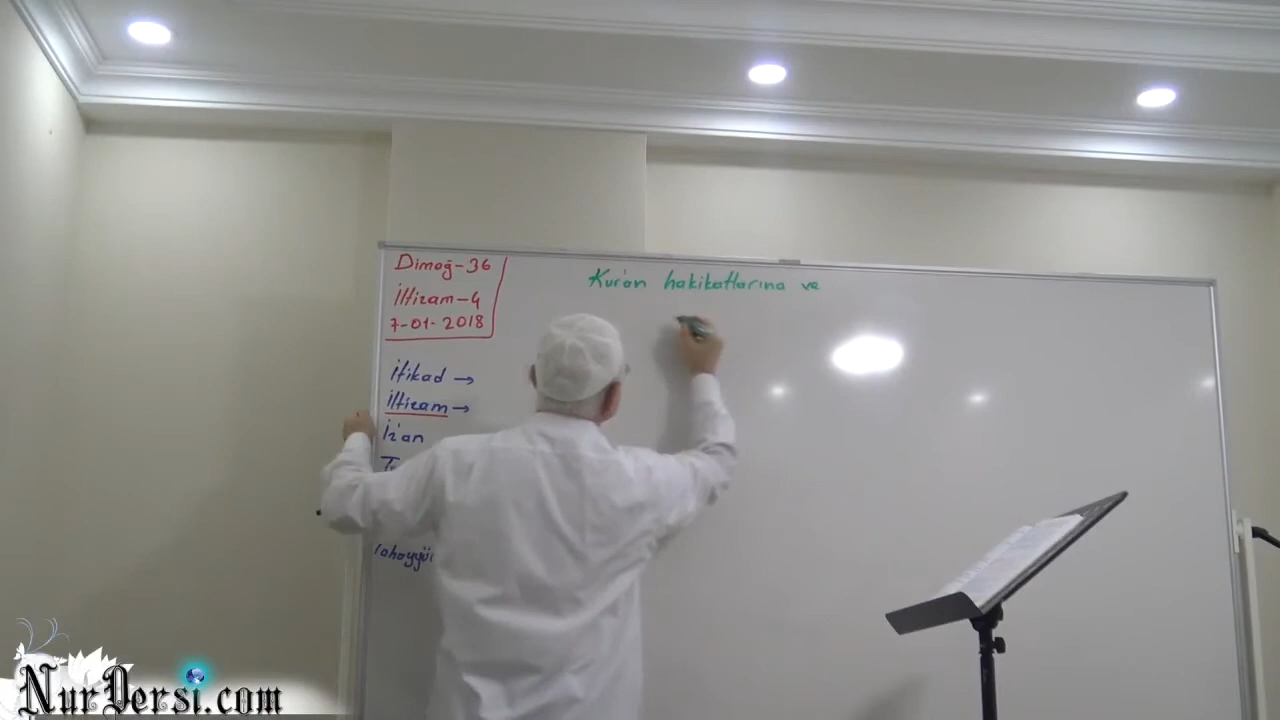 Dimağ-36
İltizam-4
7-01-2018
Kur'an hakikatlarına ve
İtikad →
İltizam →
İz'an
NurDersi.com